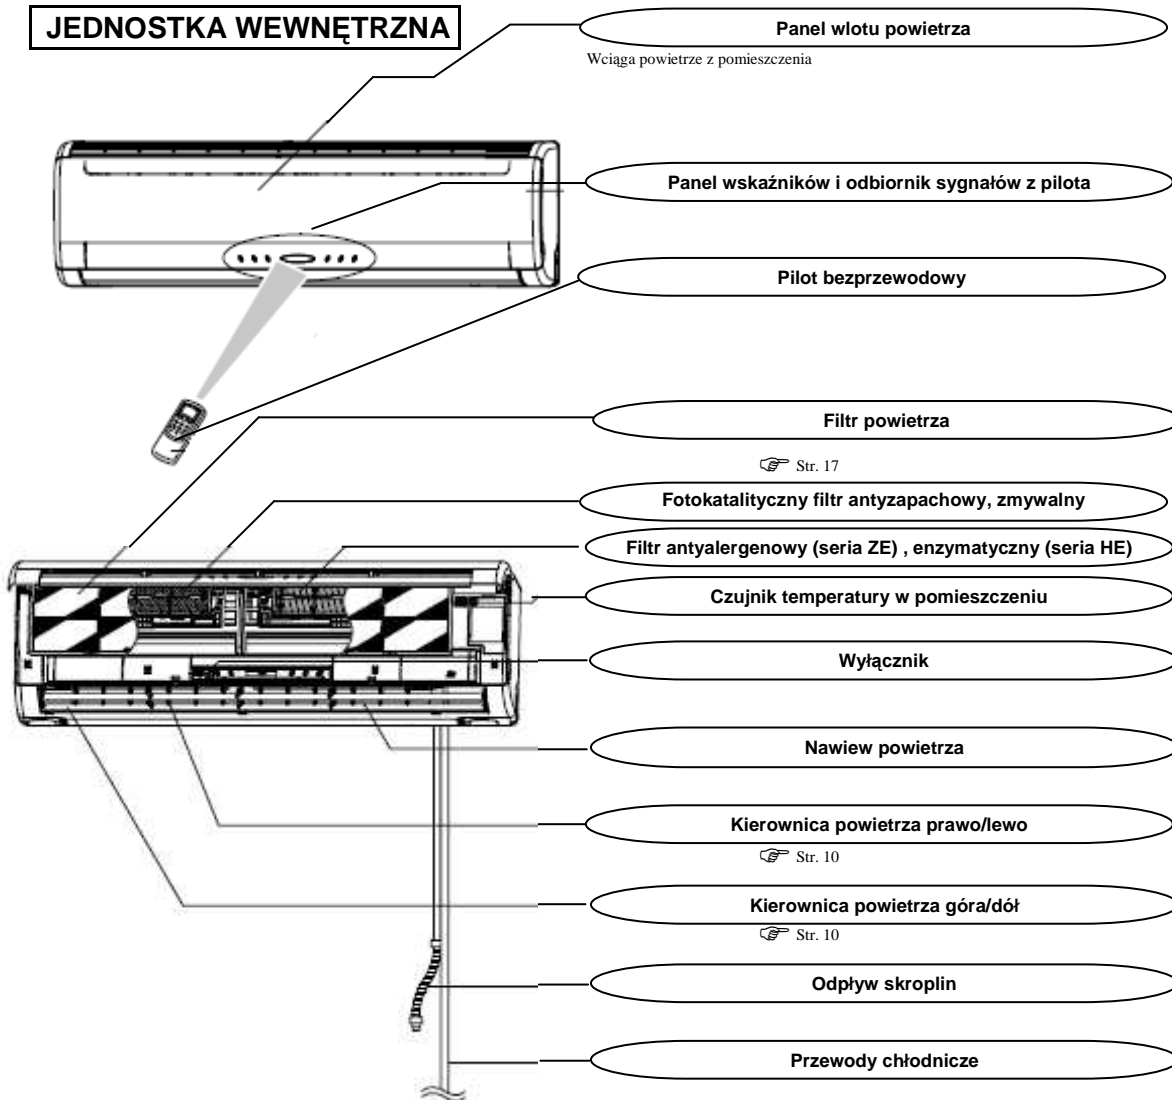 JEDNOSTKA WEWNĘTRZNA
Panel wlotu powietrza
Wciąga powietrze z pomieszczenia
Panel wskaźników i odbiornik sygnałów z pilota
Pilot bezprzewodowy
Filtr powietrza
☞ Str. 17
Fotokatalityczny filtr antyzapachowy, zmywalny
Filtr antyalergenowy (seria ZE) , enzymatyczny (seria HE)
Czujnik temperatury w pomieszczeniu
Wyłącznik
Nawiew powietrza
Kierownica powietrza prawo/lewo
☞ Str. 10
Kierownica powietrza góra/dół
☞ Str. 10
Odpływ skroplin
Przewody chłodnicze